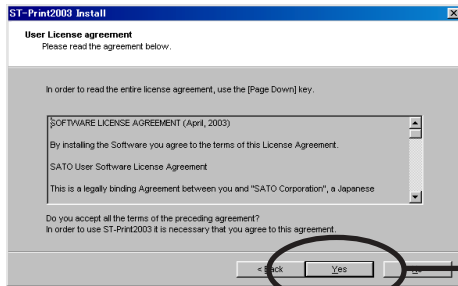 ST-Print2003 Install
User License agreement
Please read the agreement below.
In order to read the entire license agreement, use the [Page Down] key.
SOFTWARE LICENSE AGREEMENT (April, 2003)
By installing the Software you agree to the terms of this License Agreement.
SATO User Software License Agreement
This is a legally binding Agreement between you and "SATO Corporation", a Japanese
Do you accept all the terms of the preceding agreement?
In order to use ST-Print2003 it is necessary that you agree to this agreement.
Yes